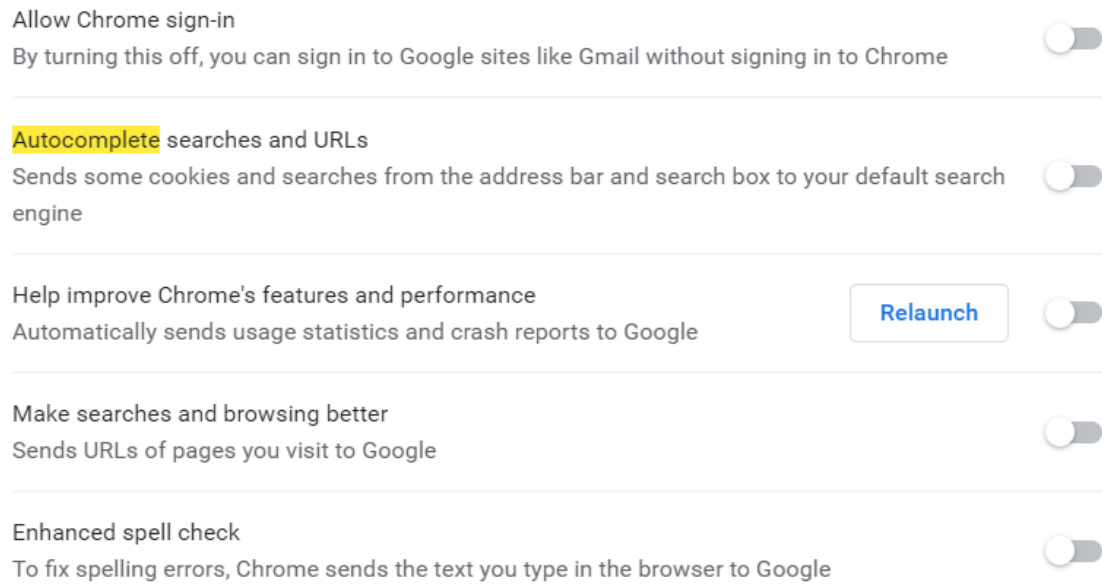 Allow Chrome sign-in
By turning this off, you can sign in to Google sites like Gmail without signing in to Chrome
Autocomplete searches and URLs
Sends some cookies and searches from the address bar and search box to your default search
engine
Help improve Chrome's features and performance
Automatically sends usage statistics and crash reports to Google
Relaunch
Make searches and browsing better
Sends URLs of pages you visit to Google
Enhanced spell check
To fix spelling errors, Chrome sends the text you type in the browser to Google